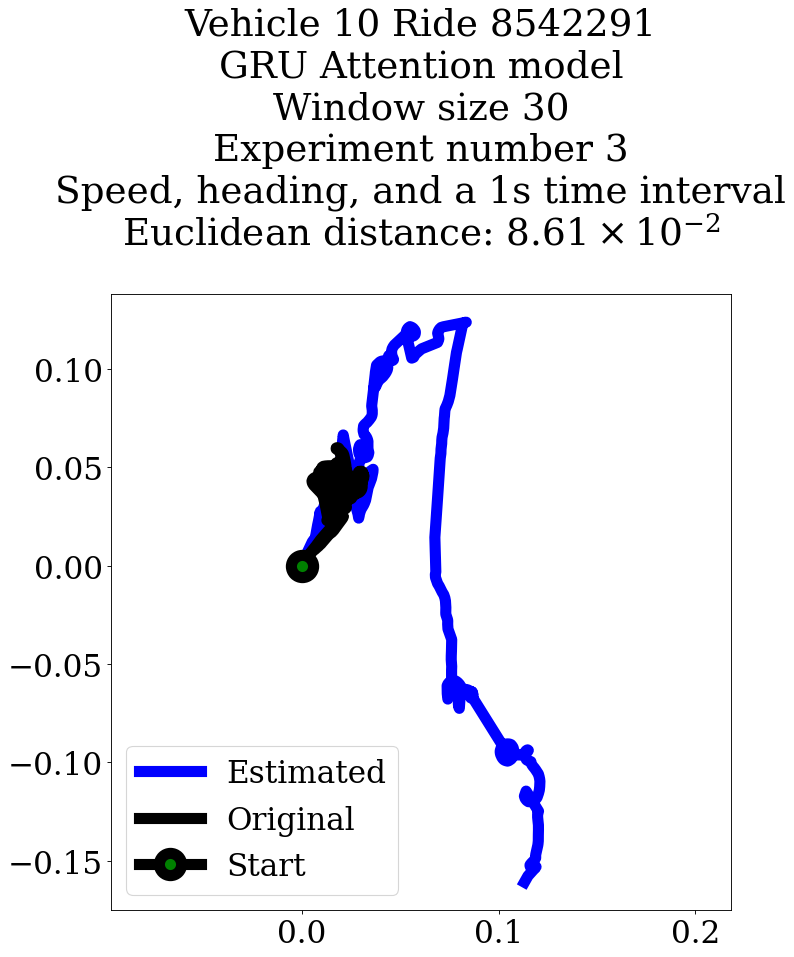 Vehicle 10 Ride 8542291
GRU Attention model
Window size 30
Experiment number 3
Speed, heading, and a 1s time interval
Euclidean distance: 8.61 × 10⁻²
0.10
0.05
0.00
−0.05
−0.10
−0.15
Estimated
Original
Start
0.0 0.1 0.2